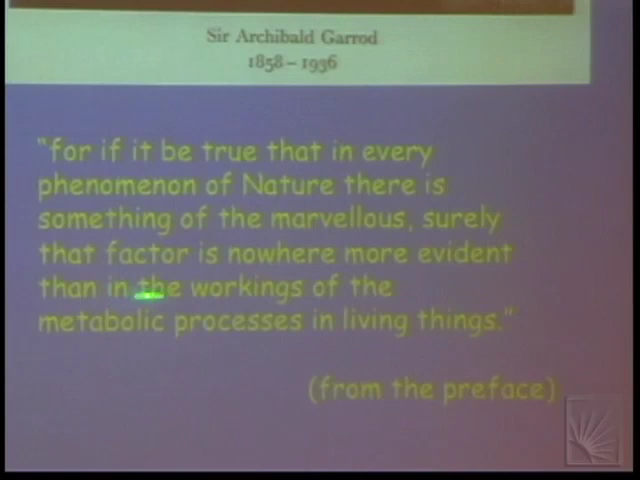 Sir Archibald Garrod
1858–1936
“for if it be true that in every
phenomenon of Nature there is
something of the marvellous, surely
that factor is nowhere more evident
than in the workings of the
metabolic processes in living things.”
(from the preface)